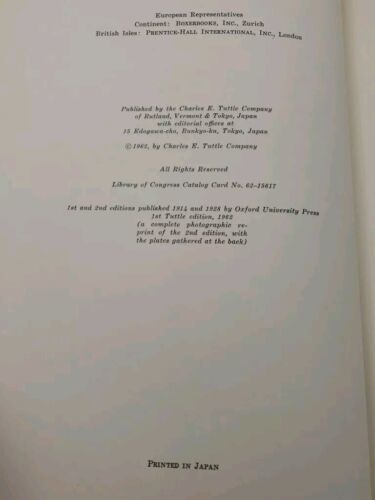 European Representatives
Continent: BOXERBOOKS, INC., Zurich
British Isles: PRENTICE-HALL INTERNATIONAL, INC., London
Published by the Charles E. Tuttle Company
of Rutland, Vermont & Tokyo, Japan
with editorial offices at
15 Edogawa-cho, Bunkyo-ku, Tokyo, Japan
©1962, by Charles E. Tuttle Company
All Rights Reserved
Library of Congress Catalog Card No. 62-15617
1st and 2nd editions published 1914 and 1928 by Oxford University Press
1st Tuttle edition, 1962
(a complete photographic re-
print of the 2nd edition, with
the plates gathered at the back)
PRINTED IN JAPAN